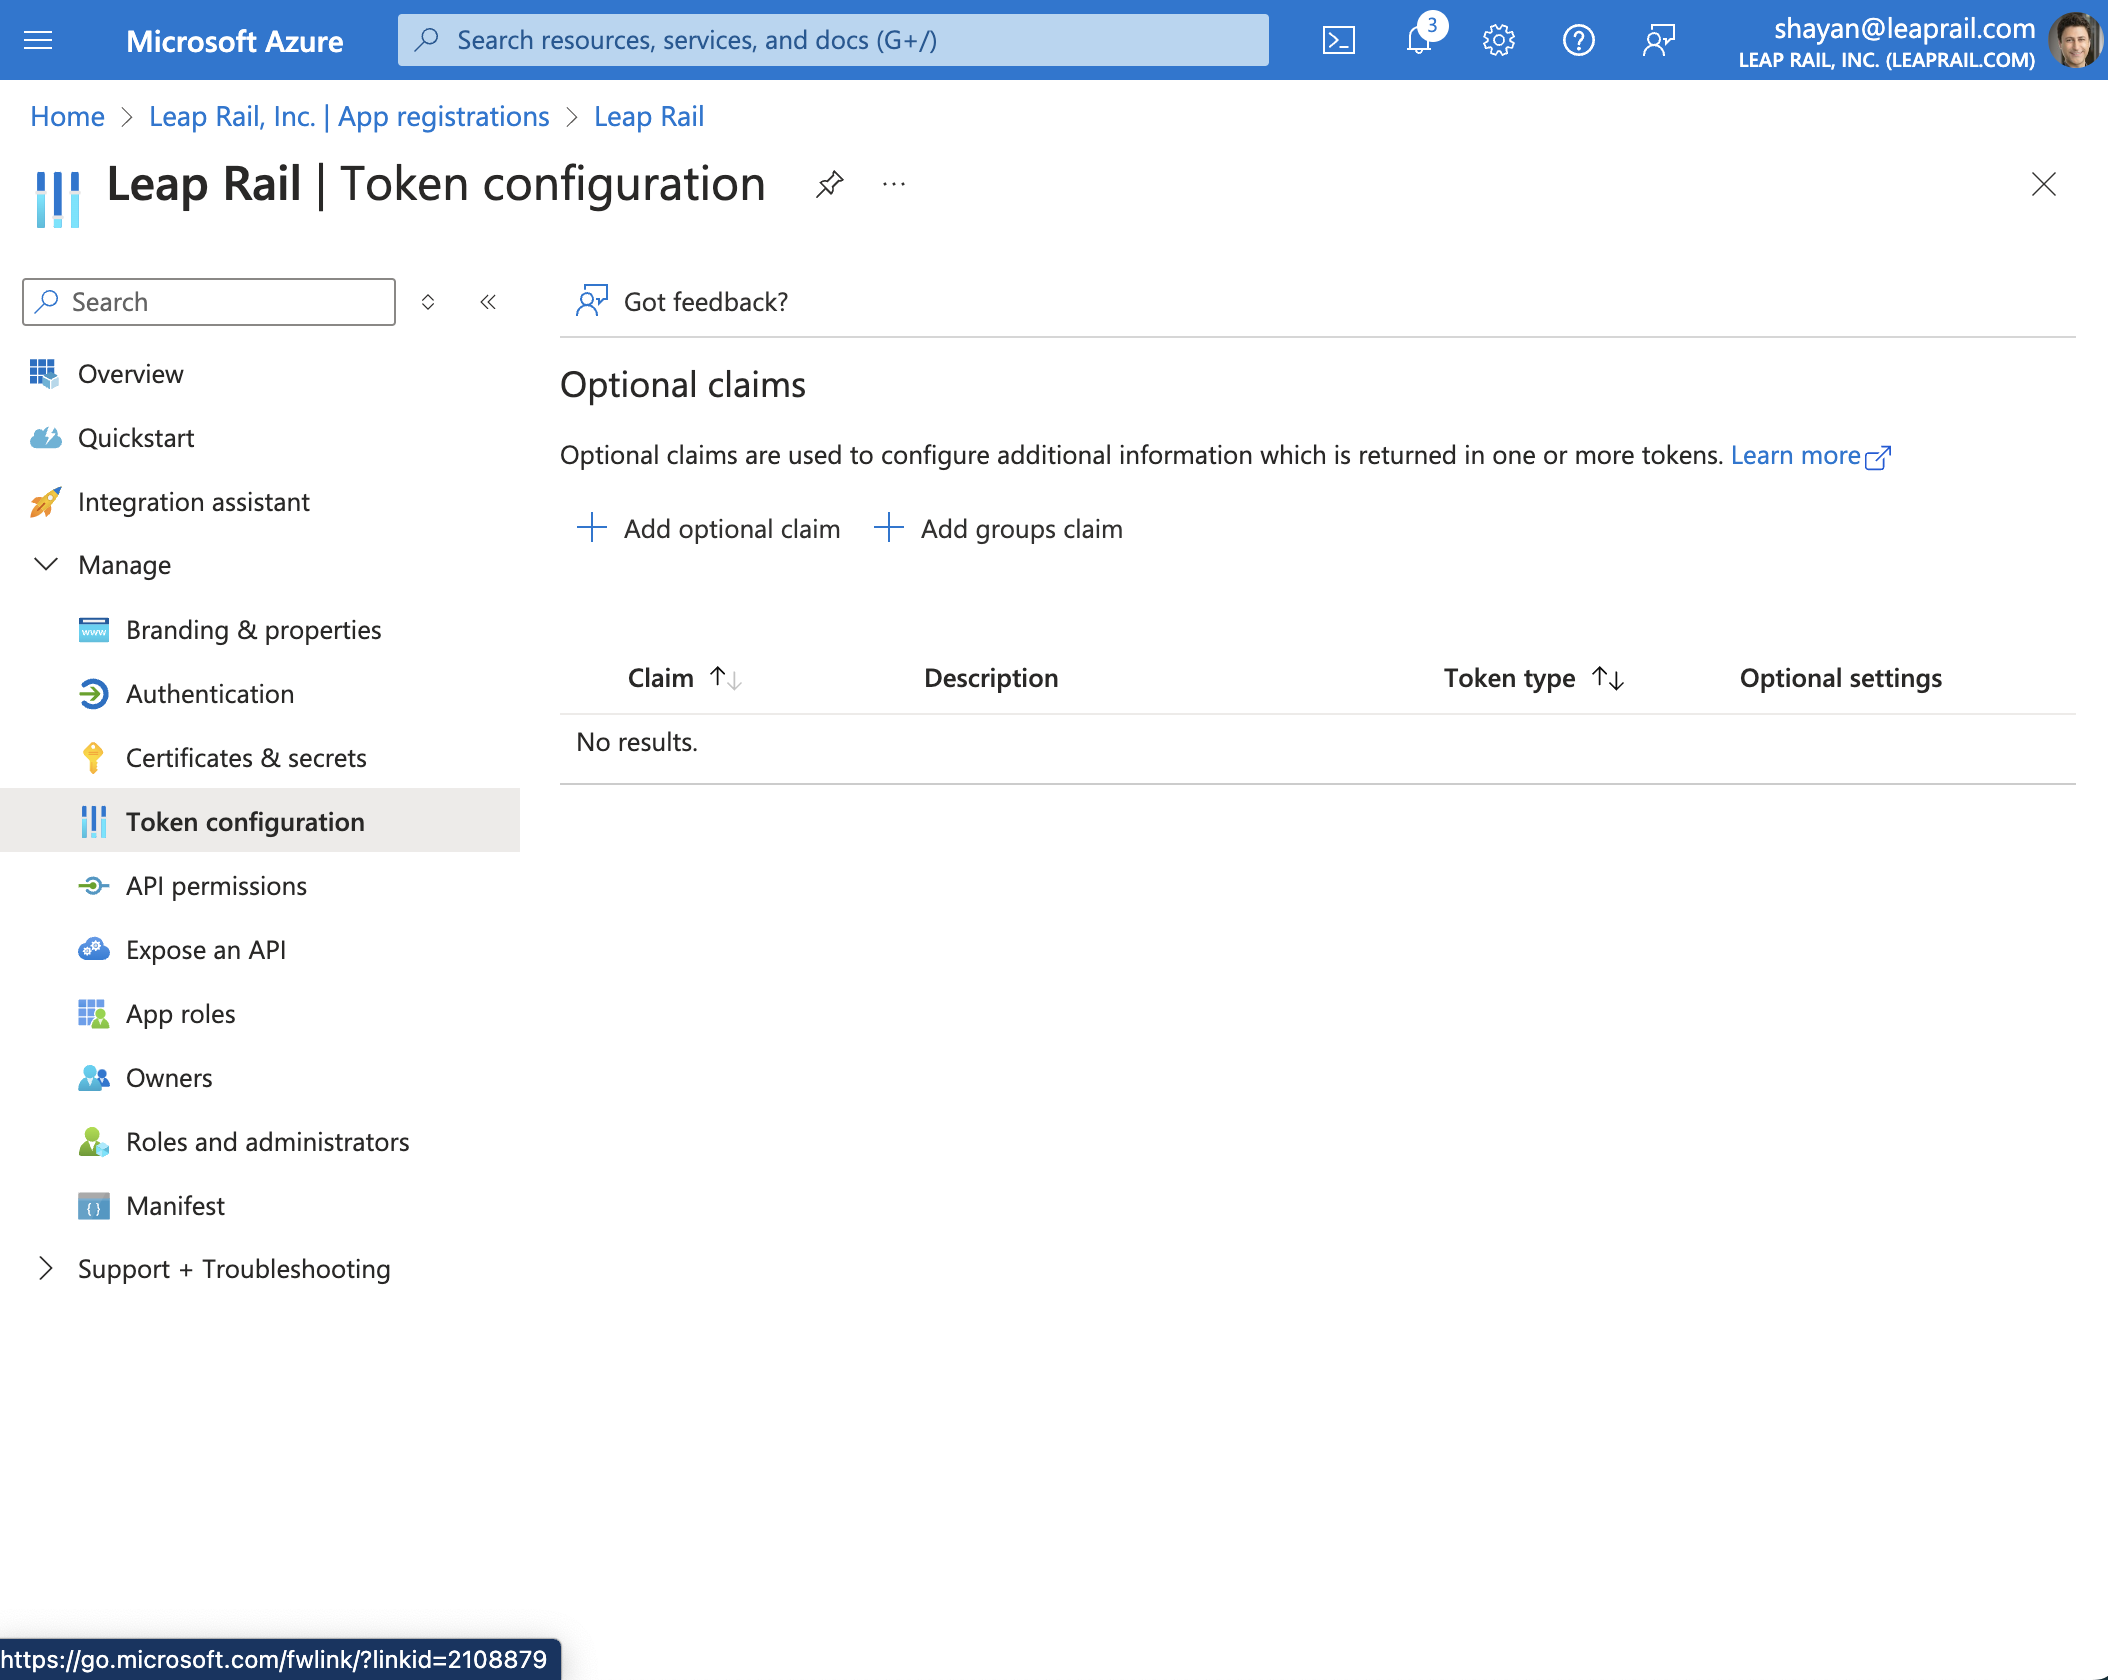 Microsoft Azure
Search resources, services, and docs (G+/)
3
shayan@leaprail.com
LEAP RAIL, INC. (LEAPRAIL.COM)
Home > Leap Rail, Inc. | App registrations > Leap Rail
Leap Rail | Token configuration
Search
Got feedback?
Overview
Quickstart
Integration assistant
Manage
Branding & properties
Authentication
Certificates & secrets
Token configuration
API permissions
Expose an API
App roles
Owners
Roles and administrators
Manifest
Support + Troubleshooting
Optional claims
Optional claims are used to configure additional information which is returned in one or more tokens. Learn more
Add optional claim Add groups claim
Claim Description Token type Optional settings
No results.
https://go.microsoft.com/fwlink/?linkid=2108879